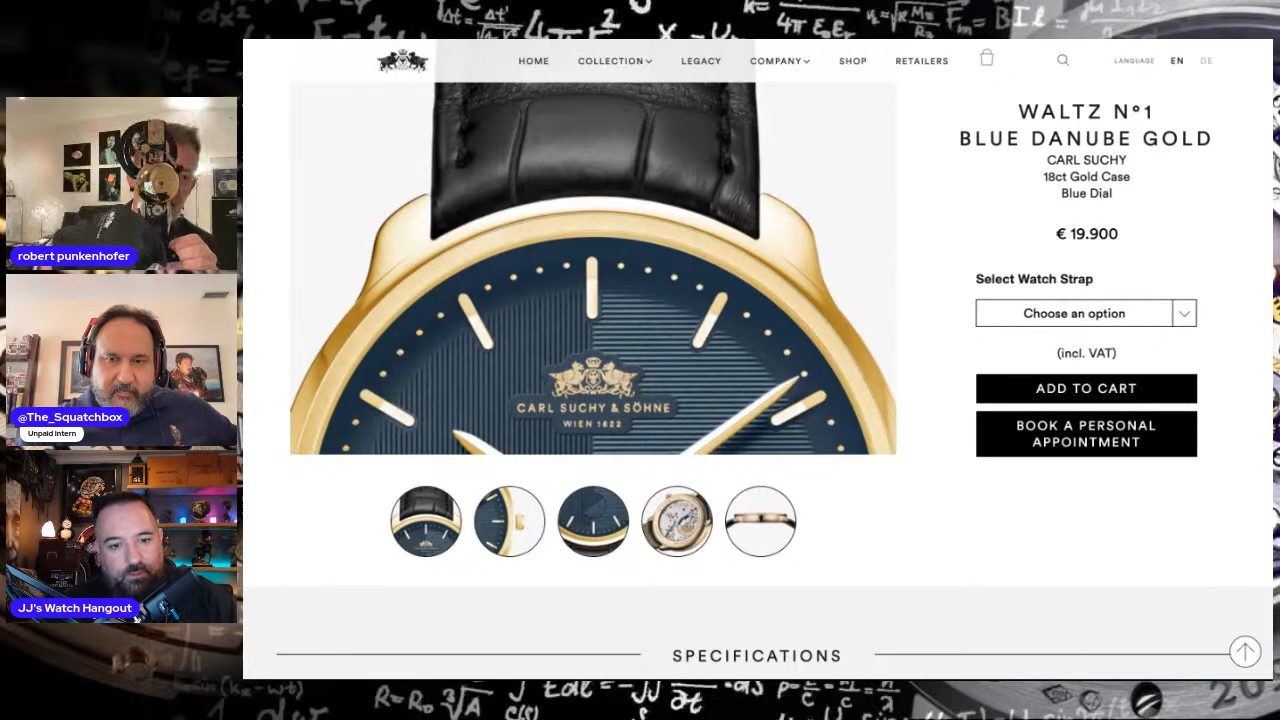 HOME COLLECTION LEGACY COMPANY SHOP RETAILERS LANGUAGE EN DE
WALTZ Nº1
BLUE DANUBE GOLD
CARL SUCHY
18ct Gold Case
Blue Dial
€ 19.900
Select Watch Strap
Choose an option
(incl. VAT)
ADD TO CART
BOOK A PERSONAL
APPOINTMENT
CARL SUCHY & SÖHNE
WIEN 1822
SPECIFICATIONS
robert punkenhofer
@The_Squatchbox
Unpaid Intern
JJ's Watch Hangout